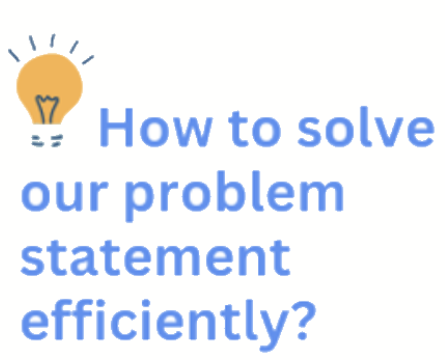 How to solve
our problem
statement
efficiently?